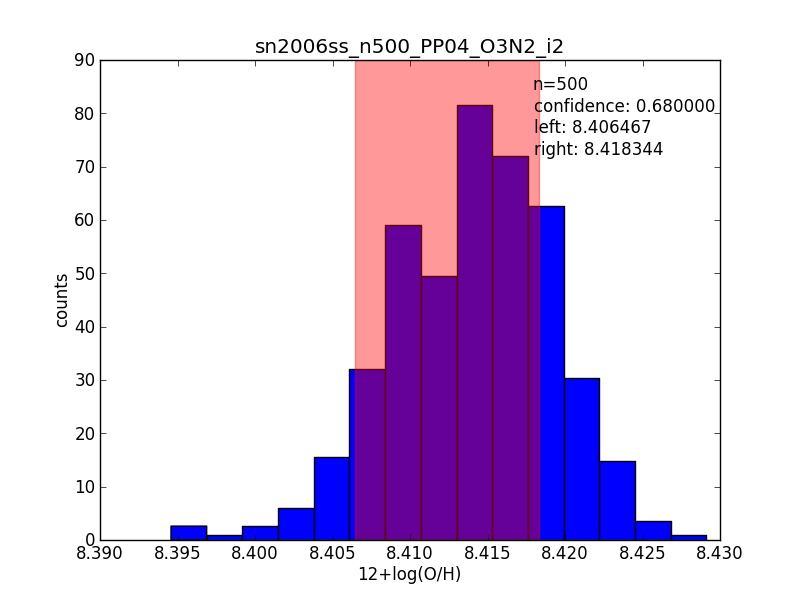 sn2006ss_n500_PP04_O3N2_i2
90
80
70
60
50
40
30
20
10
0
counts
n=500
confidence: 0.680000
left: 8.406467
right: 8.418344
8.390 8.395 8.400 8.405 8.410 8.415 8.420 8.425 8.430
12+log(O/H)